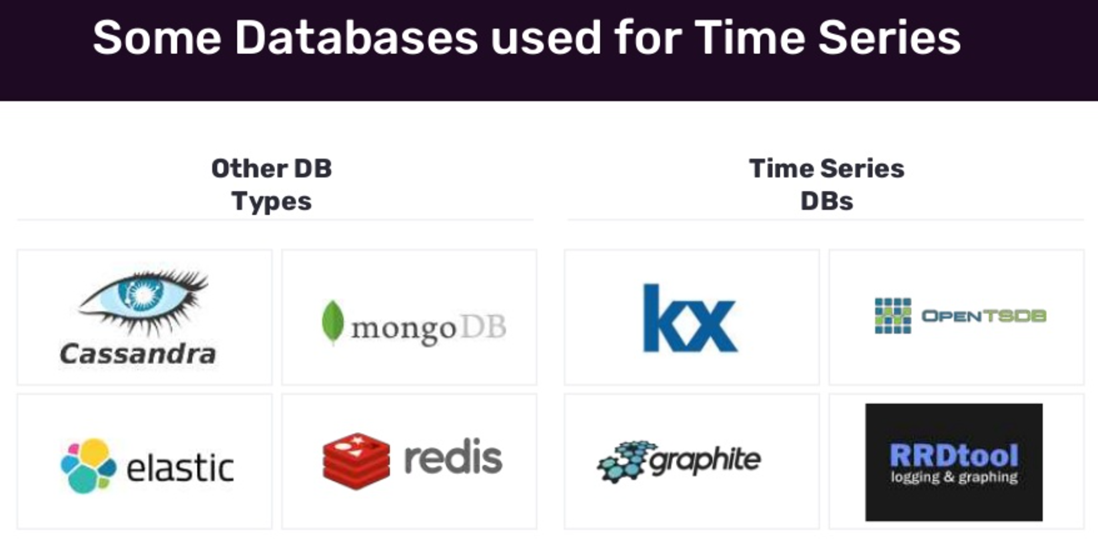 Some Databases used for Time Series
Other DB
Types
Time Series
DBs
Cassandra
mongoDB
kx
OPENTSDB
elastic
redis
graphite
RRDtool
logging & graphing